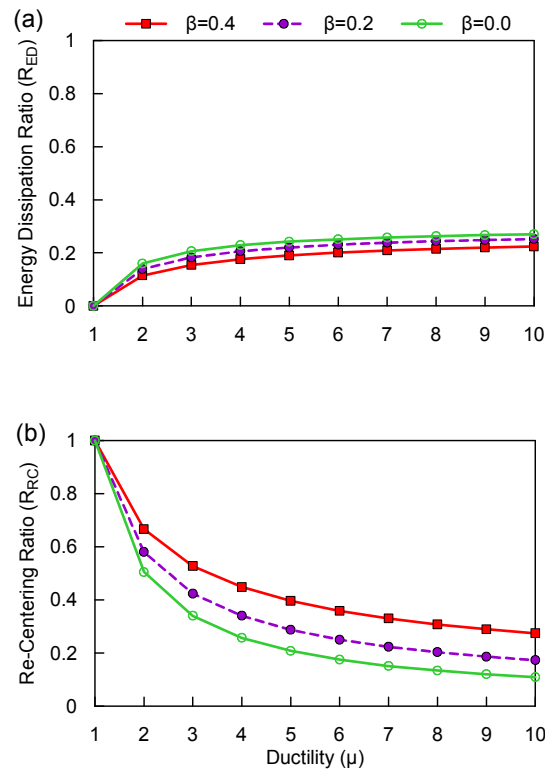 (a)
β=0.4 β=0.2 β=0.0
Energy Dissipation Ratio (R_ED)
1
0.8
0.6
0.4
0.2
0
1 2 3 4 5 6 7 8 9 10
(b)
Re-Centering Ratio (R_RC)
1
0.8
0.6
0.4
0.2
0
1 2 3 4 5 6 7 8 9 10
Ductility (μ)